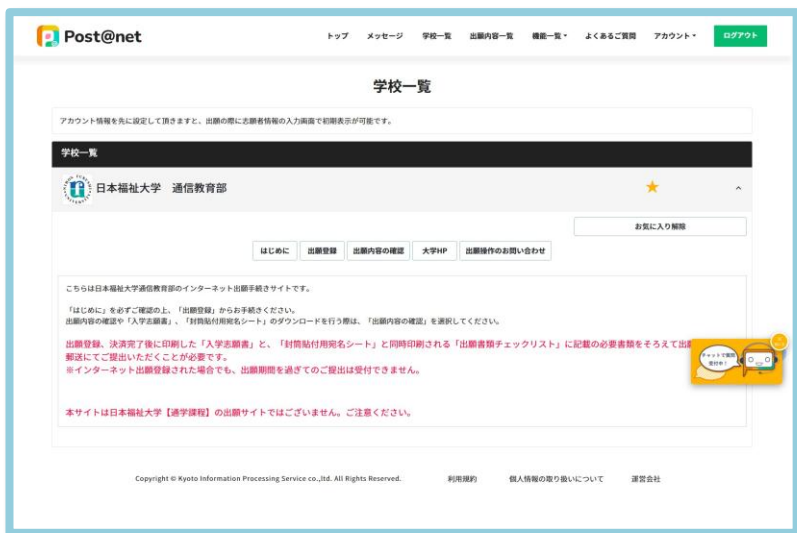 Post@net
トップ メッセージ 学校一覧 出願内容一覧 機能一覧 よくあるご質問 アカウント ログアウト
学校一覧
アカウント情報を先に設定して頂きますと、出願の際に志願者情報の入力画面で初期表示が可能です。
学校一覧
日本福祉大学 通信教育部
お気に入り解除
はじめに 出願登録 出願内容の確認 大学HP 出願操作のお問い合わせ
こちらは日本福祉大学通信教育部のインターネット出願手続きサイトです。
「はじめに」を必ずご確認の上、「出願登録」からお手続きください。
出願内容の確認や「入学志願書」、「封筒貼付用宛名シート」のダウンロードを行う際は、「出願内容の確認」を選択してください。
出願登録、決済完了後に印刷した「入学志願書」と、「封筒貼付用宛名シート」と同時印刷される「出願書類チェックリスト」に記載の必要書類をそろえて出願
郵送にてご提出いただくことが必要です。
※インターネット出願登録された場合でも、出願期間を過ぎてのご提出は受付できません。
チャットで質問
受付中!
本サイトは日本福祉大学【通学課程】の出願サイトではございません。ご注意ください。
Copyright © Kyoto Information Processing Service co.,ltd. All Rights Reserved. 利用規約 個人情報の取り扱いについて 運営会社